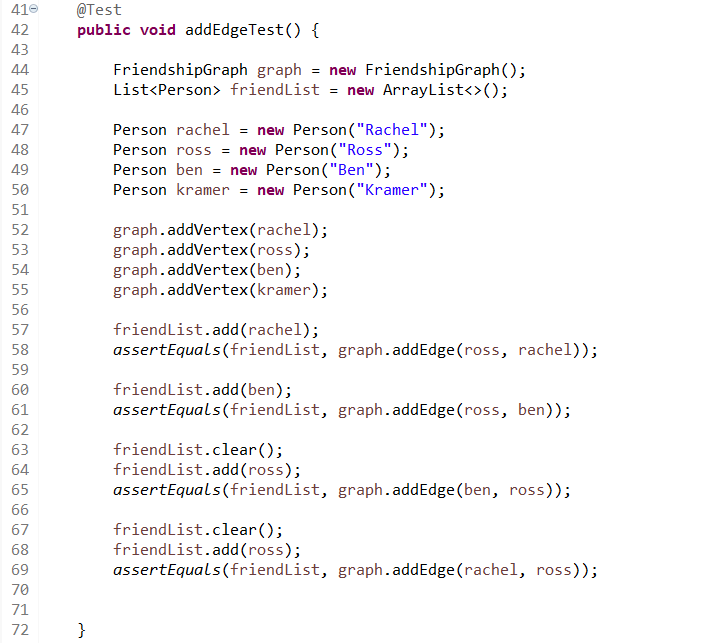 41 @Test
42 public void addEdgeTest() {
43
44 FriendshipGraph graph = new FriendshipGraph();
45 List<Person> friendList = new ArrayList<>();
46
47 Person rachel = new Person("Rachel");
48 Person ross = new Person("Ross");
49 Person ben = new Person("Ben");
50 Person kramer = new Person("Kramer");
51
52 graph.addVertex(rachel);
53 graph.addVertex(ross);
54 graph.addVertex(ben);
55 graph.addVertex(kramer);
56
57 friendList.add(rachel);
58 assertEquals(friendList, graph.addEdge(ross, rachel));
59
60 friendList.add(ben);
61 assertEquals(friendList, graph.addEdge(ross, ben));
62
63 friendList.clear();
64 friendList.add(ross);
65 assertEquals(friendList, graph.addEdge(ben, ross));
66
67 friendList.clear();
68 friendList.add(ross);
69 assertEquals(friendList, graph.addEdge(rachel, ross));
70
71
72 }